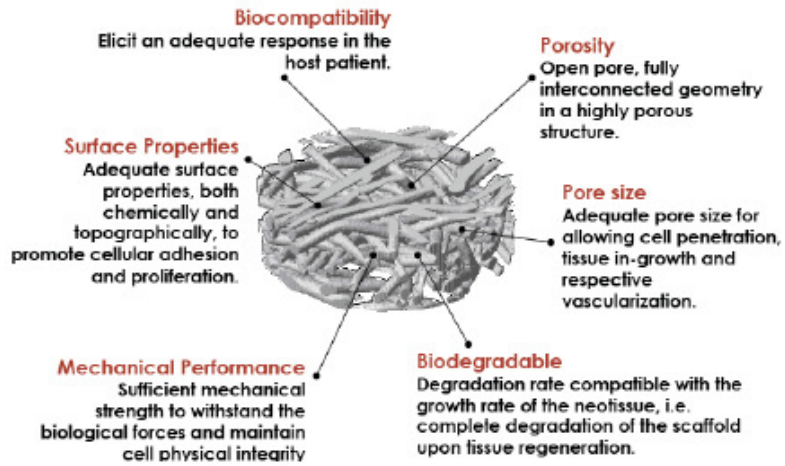 Biocompatibility
Elicit an adequate response in the
host patient.
Porosity
Open pore, fully
interconnected geometry
in a highly porous
structure.
Surface Properties
Adequate surface
properties, both
chemically and
topographically, to
promote cellular adhesion
and proliferation.
Pore size
Adequate pore size for
allowing cell penetration,
tissue in-growth and
respective
vascularization.
Mechanical Performance
Sufficient mechanical
strength to withstand the
biological forces and maintain
cell physical integrity
Biodegradable
Degradation rate compatible with the
growth rate of the neotissue, i.e.
complete degradation of the scaffold
upon tissue regeneration.